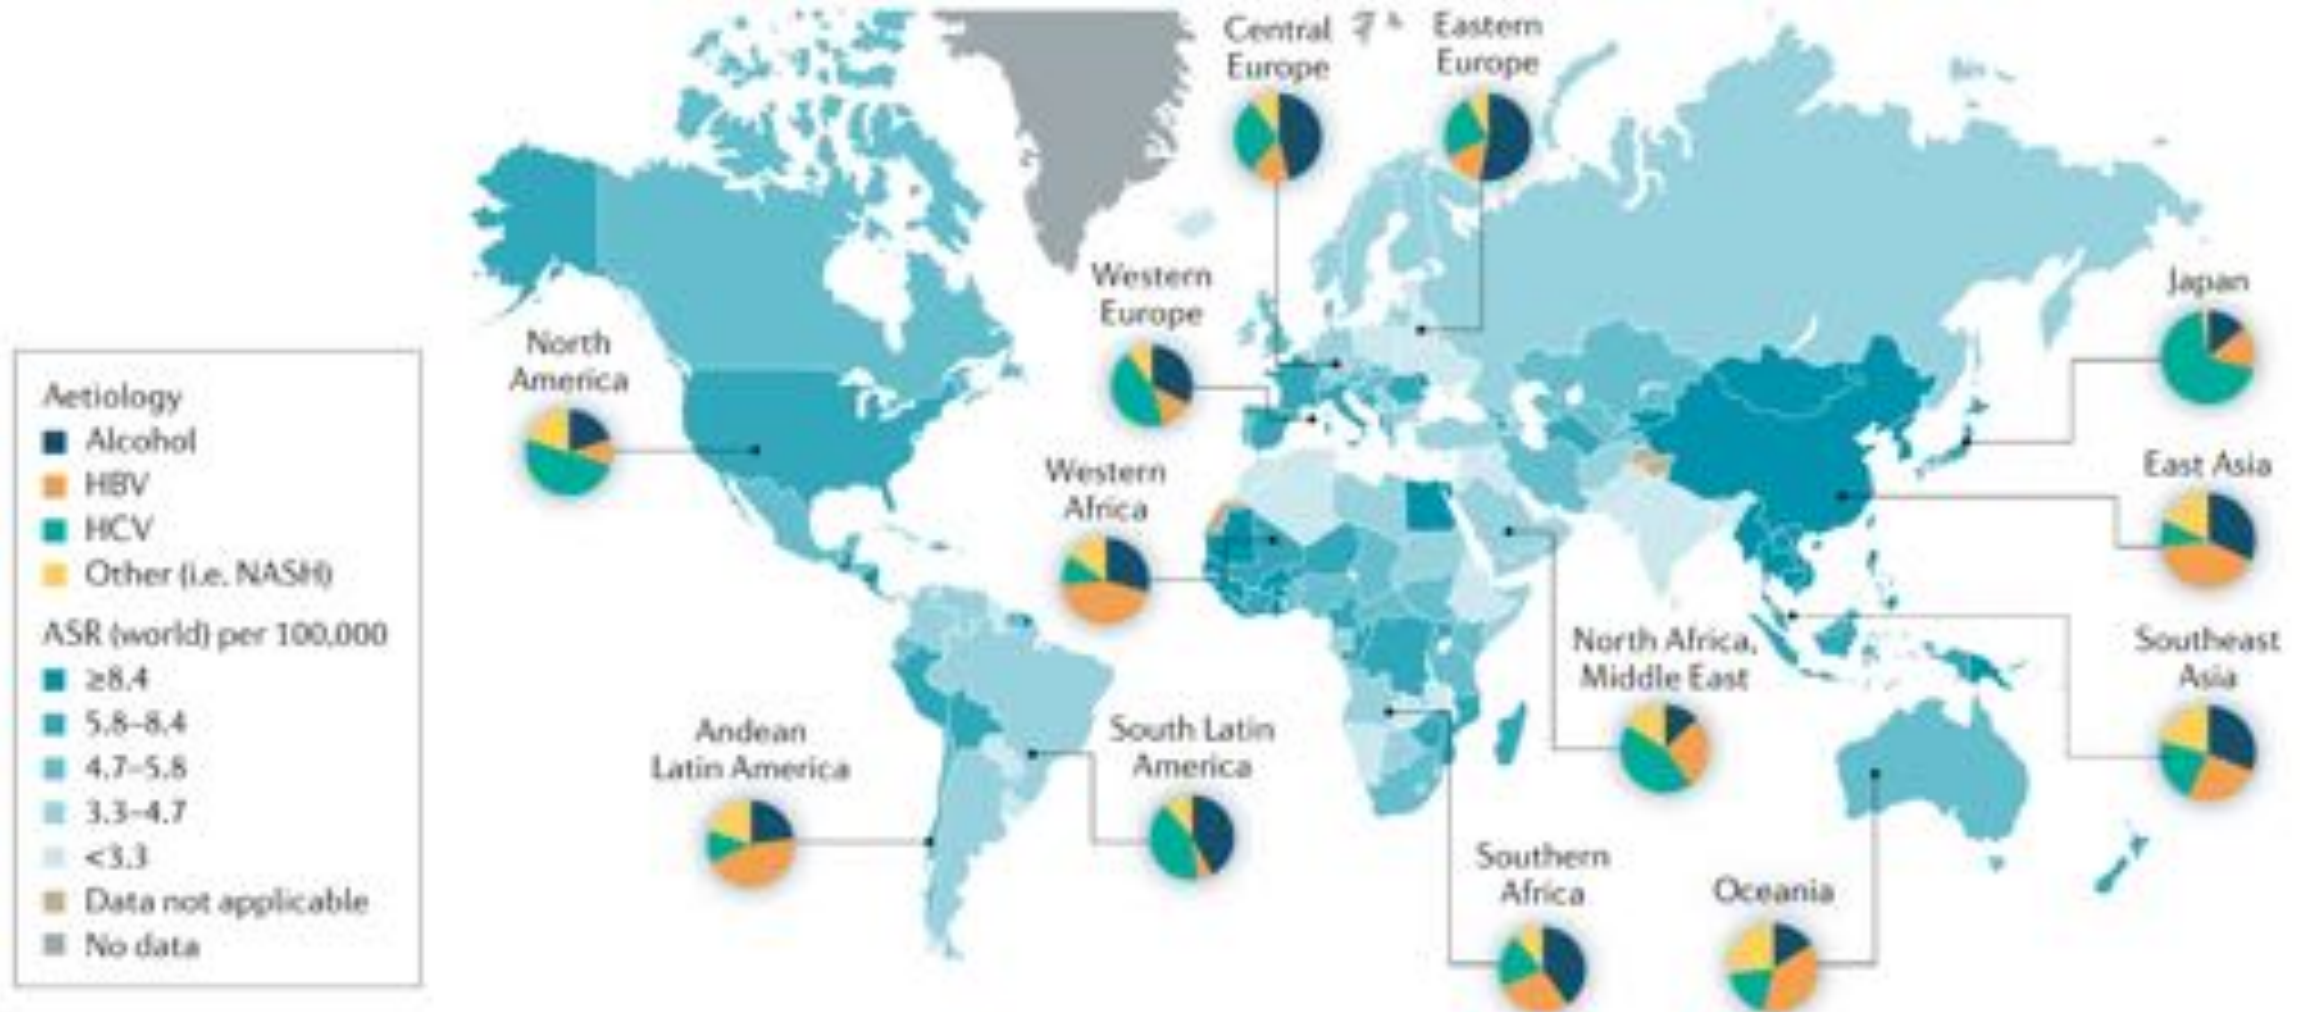 Central
Europe
Eastern
Europe
Western
Europe
Japan
North
America
Aetiology
Alcohol
HBV
HCV
Other (i.e. NASH)
ASR (world) per 100,000
≥8.4
5.8–8.4
4.7–5.8
3.3–4.7
<3.3
Data not applicable
No data
Western
Africa
East Asia
North Africa,
Middle East
Southeast
Asia
Andean
Latin America
South Latin
America
Southern
Africa
Oceania